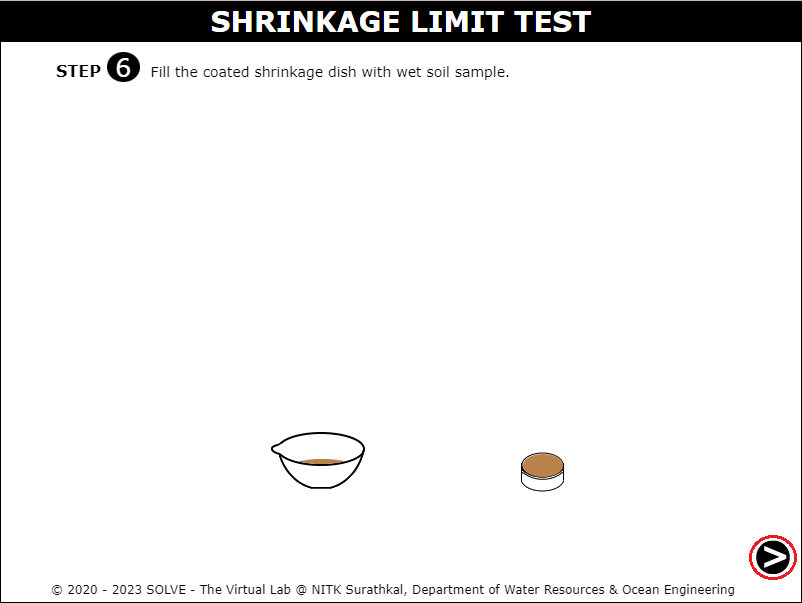 SHRINKAGE LIMIT TEST
STEP 6 Fill the coated shrinkage dish with wet soil sample.
>
© 2020 - 2023 SOLVE - The Virtual Lab @ NITK Surathkal, Department of Water Resources & Ocean Engineering